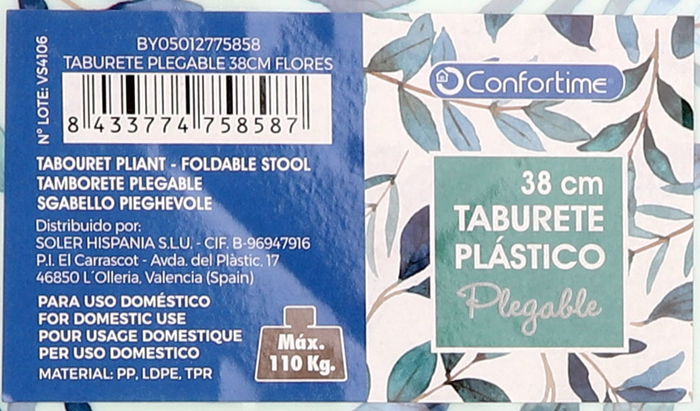 Nº LOTE: VS4106
BY05012775858
TABURETE PLEGABLE 38CM FLORES
8 433774 758587
TABOURET PLIANT - FOLDABLE STOOL
TAMBORETE PLEGABLE
SGABELLO PIEGHEVOLE
Distribuido por:
SOLER HISPANIA S.L.U. - CIF. B-96947916
P.I. El Carrascot - Avda. del Plàstic, 17
46850 L´Olleria, Valencia (Spain)
PARA USO DOMÉSTICO
FOR DOMESTIC USE
POUR USAGE DOMESTIQUE
PER USO DOMESTICO
MATERIAL: PP, LDPE, TPR
Máx.
110 Kg.
Confortime®
38 cm
TABURETE
PLÁSTICO
Plegable